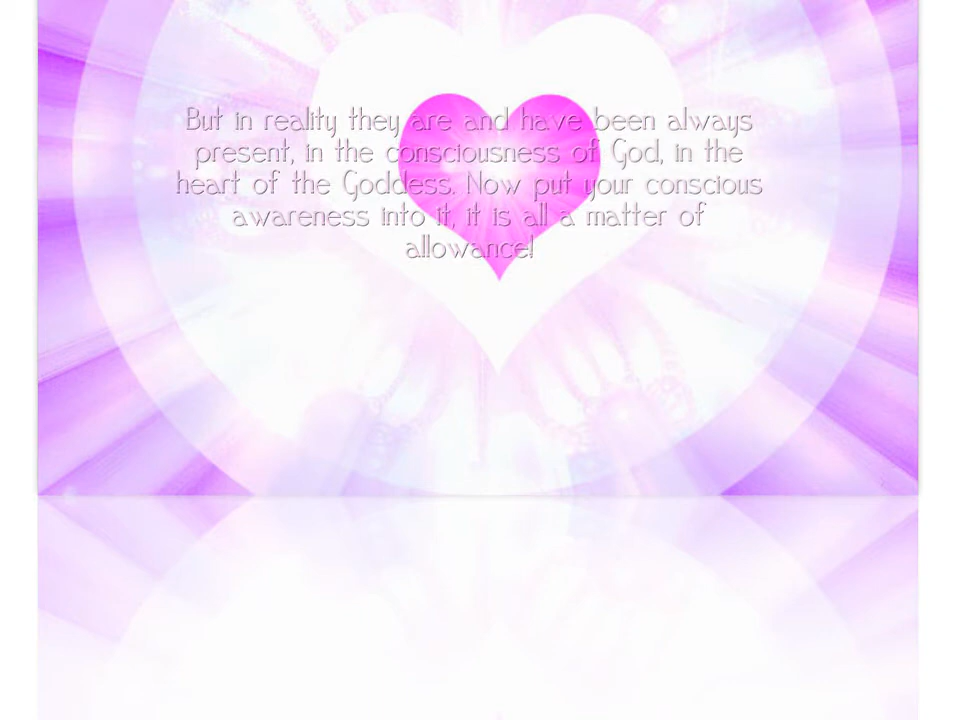 But in reality they are and have been always
present, in the consciousness of God, in the
heart of the Goddess. Now put your conscious
awareness into it, it is all a matter of
allowance!